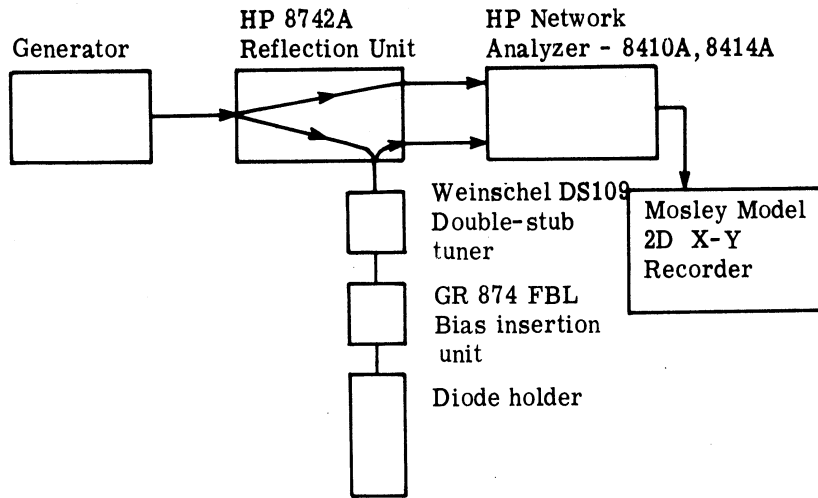 Generator
HP 8742A
Reflection Unit
HP Network
Analyzer - 8410A, 8414A
Weinschel DS109
Double-stub
tuner
Mosley Model
2D X-Y
Recorder
GR 874 FBL
Bias insertion
unit
Diode holder